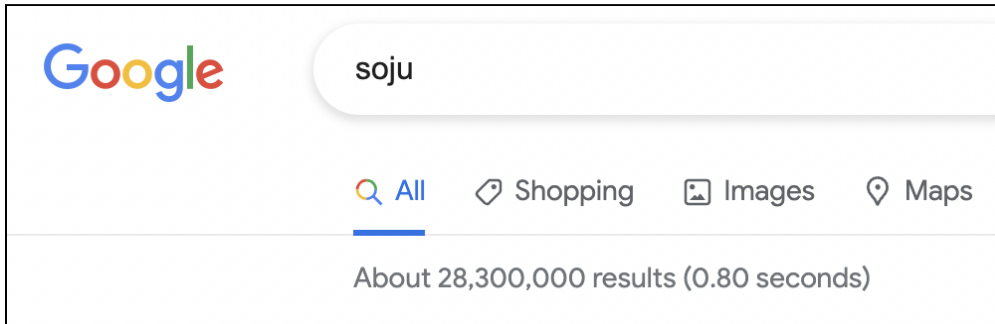 Google soju
All Shopping Images Maps
About 28,300,000 results (0.80 seconds)